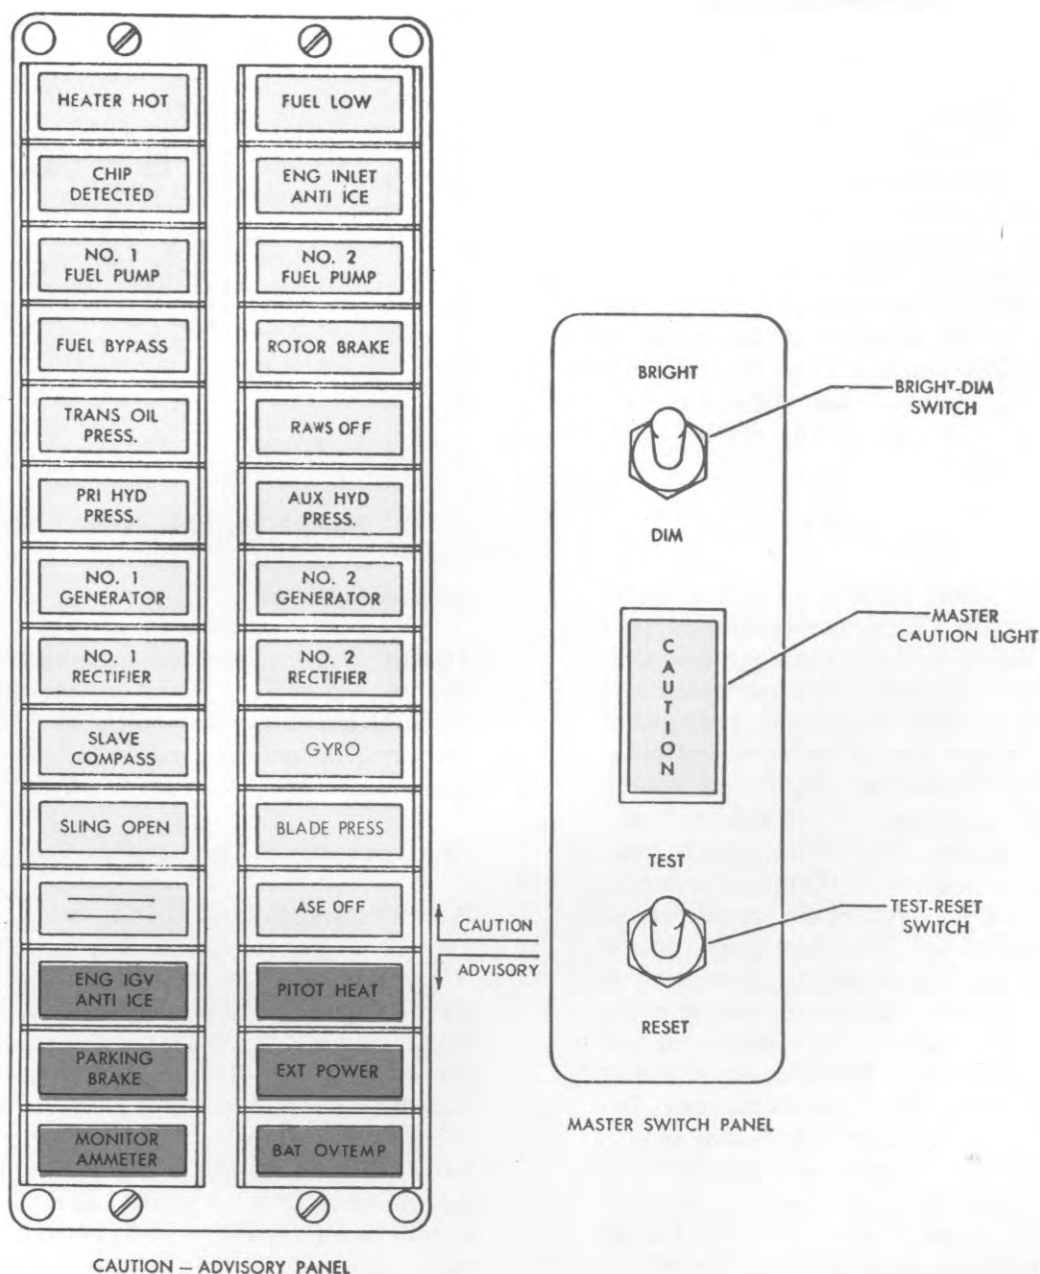 HEATER HOT
FUEL LOW
CHIP
DETECTED
ENG INLET
ANTI ICE
NO. 1
FUEL PUMP
NO. 2
FUEL PUMP
FUEL BYPASS
ROTOR BRAKE
TRANS OIL
PRESS.
RAWS OFF
PRI HYD
PRESS.
AUX HYD
PRESS.
NO. 1
GENERATOR
NO. 2
GENERATOR
NO. 1
RECTIFIER
NO. 2
RECTIFIER
SLAVE
COMPASS
GYRO
SLING OPEN
BLADE PRESS
ASE OFF
ENG IGV
ANTI ICE
PITOT HEAT
PARKING
BRAKE
EXT POWER
MONITOR
AMMETER
BAT OVTEMP
CAUTION
ADVISORY
CAUTION – ADVISORY PANEL
BRIGHT
DIM
BRIGHT-DIM
SWITCH
CAUTION
MASTER
CAUTION LIGHT
TEST
RESET
TEST-RESET
SWITCH
MASTER SWITCH PANEL